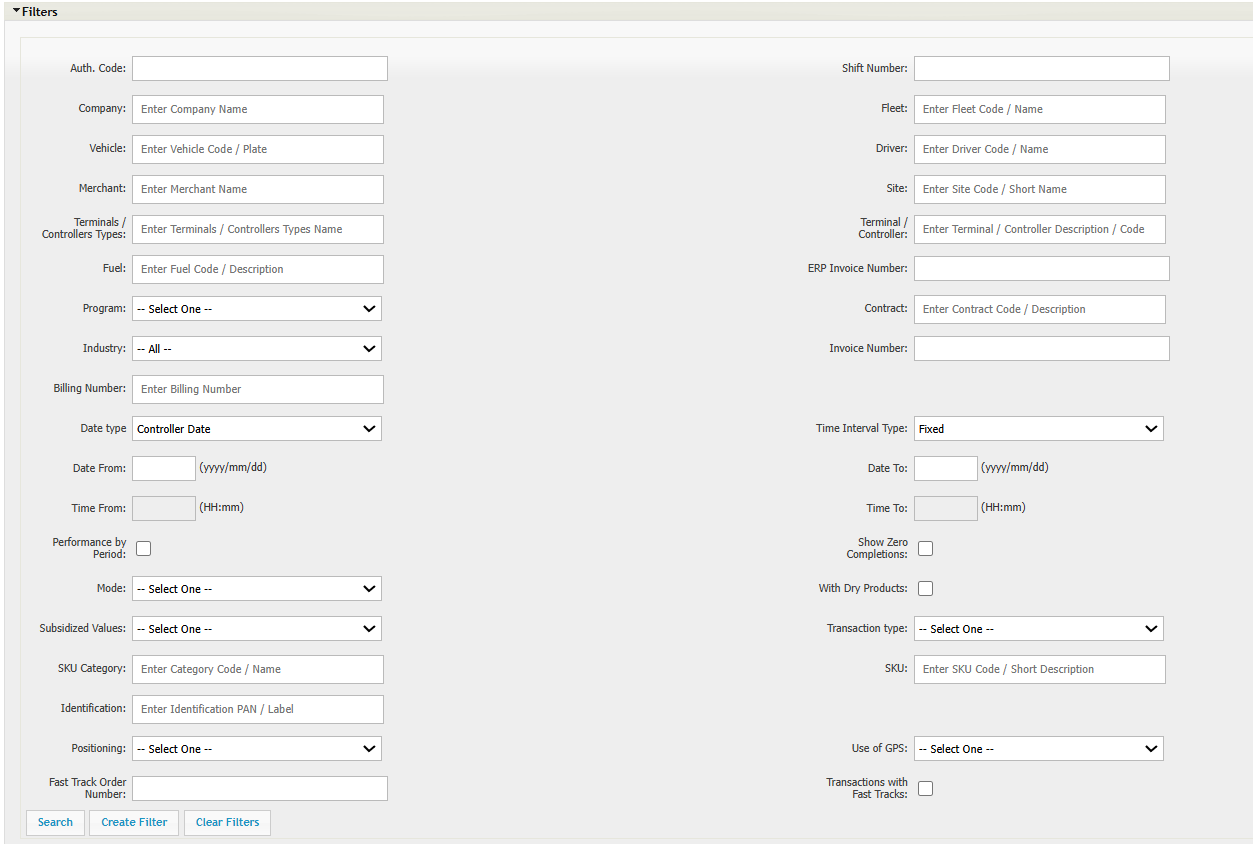 Filters
Auth. Code:
Shift Number:
Company: Enter Company Name
Fleet: Enter Fleet Code / Name
Vehicle: Enter Vehicle Code / Plate
Driver: Enter Driver Code / Name
Merchant: Enter Merchant Name
Site: Enter Site Code / Short Name
Terminals /
Controllers Types: Enter Terminals / Controllers Types Name
Terminal /
Controller: Enter Terminal / Controller Description / Code
Fuel: Enter Fuel Code / Description
ERP Invoice Number:
Program: -- Select One --
Contract: Enter Contract Code / Description
Industry: -- All --
Invoice Number:
Billing Number: Enter Billing Number
Date type Controller Date
Time Interval Type: Fixed
Date From: (yyyy/mm/dd)
Date To: (yyyy/mm/dd)
Time From: (HH:mm)
Time To: (HH:mm)
Performance by
Period:
Show Zero
Completions:
Mode: -- Select One --
With Dry Products:
Subsidized Values: -- Select One --
Transaction type: -- Select One --
SKU Category: Enter Category Code / Name
SKU: Enter SKU Code / Short Description
Identification: Enter Identification PAN / Label
Positioning: -- Select One --
Use of GPS: -- Select One --
Fast Track Order
Number:
Transactions with
Fast Tracks:
Search Create Filter Clear Filters